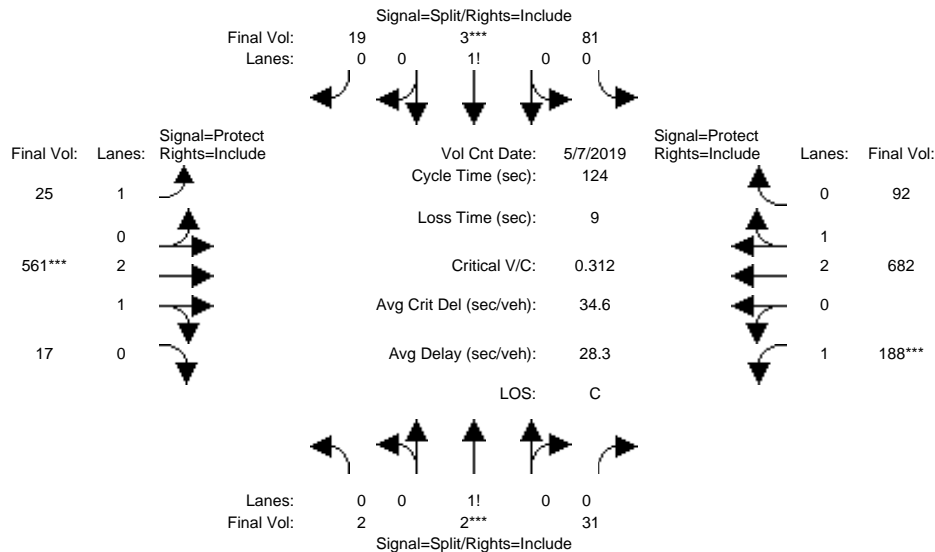 Signal=Split/Rights=Include
Final Vol: 19 3*** 81
Lanes: 0 0 1! 0 0
Signal=Protect Signal=Protect
Final Vol: Lanes: Rights=Include Vol Cnt Date: 5/7/2019 Rights=Include Lanes: Final Vol:
Cycle Time (sec): 124
25 1 0 92
Loss Time (sec): 9
0 1
561*** 2 Critical V/C: 0.312 2 682
1 Avg Crit Del (sec/veh): 34.6 0
17 0 Avg Delay (sec/veh): 28.3 1 188***
LOS: C
Lanes: 0 0 1! 0 0
Final Vol: 2 2*** 31
Signal=Split/Rights=Include